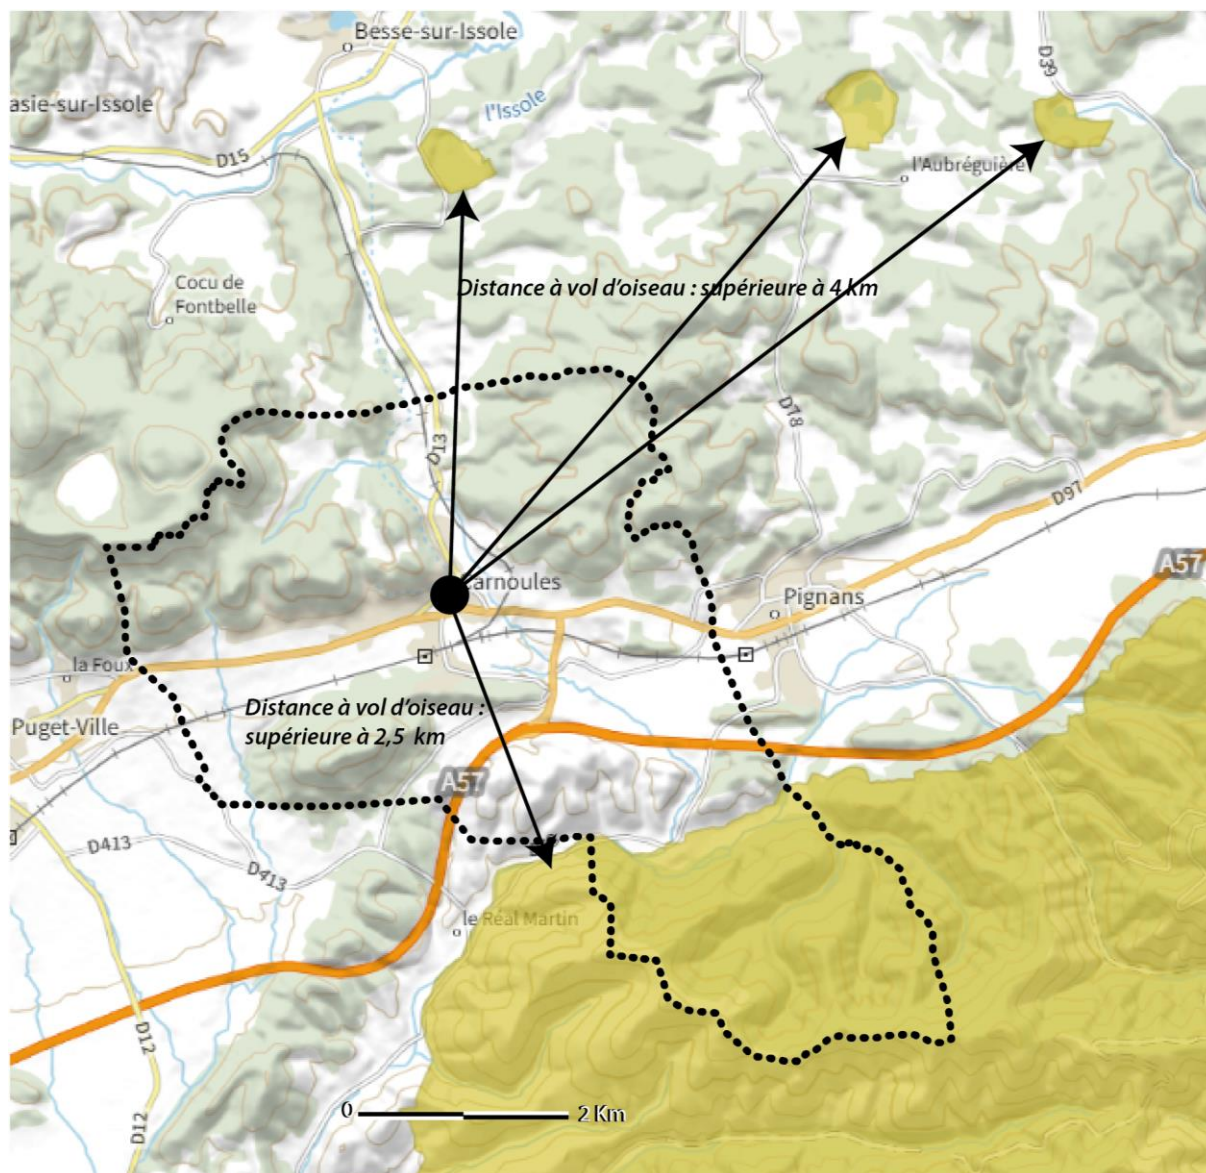 Besse-sur-Issole
asie-sur-Issole
l'Issole
D39
D15
l'Aubréguière
Cocu de
Fontbelle
Distance à vol d'oiseau : supérieure à 4 km
D13
D78
D97
A57
Carnoules
Pignans
la Foux
Puget-Ville
Distance à vol d'oiseau :
supérieure à 2,5 km
A57
D413
D413
le Réal Martin
D12
D12
0
2 Km